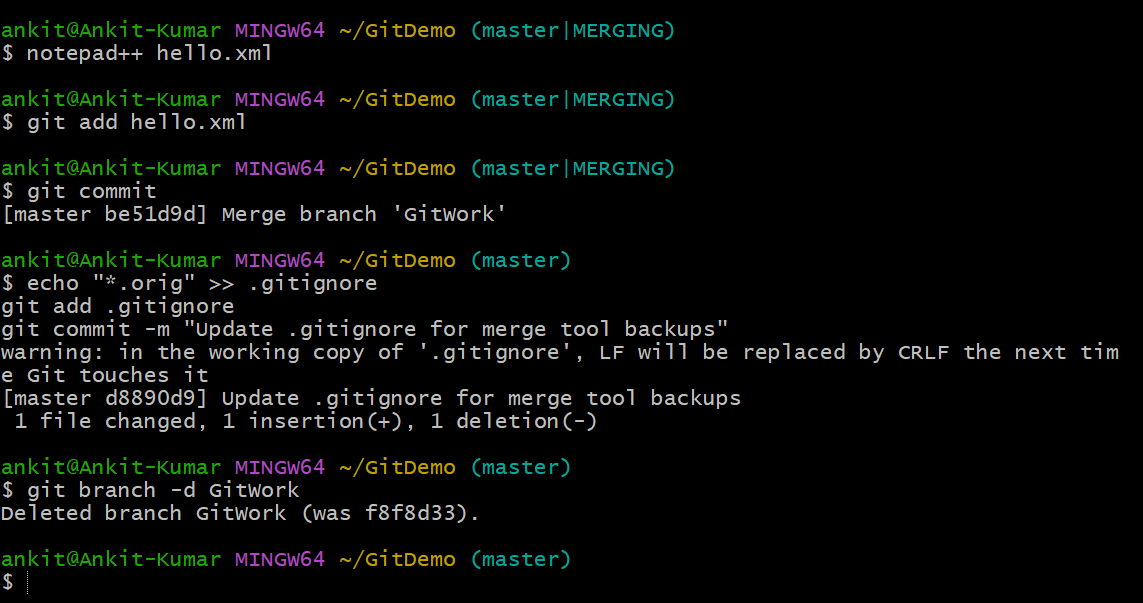 ankit@Ankit-Kumar MINGW64 ~/GitDemo (master|MERGING)
$ notepad++ hello.xml
ankit@Ankit-Kumar MINGW64 ~/GitDemo (master|MERGING)
$ git add hello.xml
ankit@Ankit-Kumar MINGW64 ~/GitDemo (master|MERGING)
$ git commit
[master be51d9d] Merge branch 'GitWork'
ankit@Ankit-Kumar MINGW64 ~/GitDemo (master)
$ echo "*.orig" >> .gitignore
git add .gitignore
git commit -m "Update .gitignore for merge tool backups"
warning: in the working copy of '.gitignore', LF will be replaced by CRLF the next tim
e Git touches it
[master d8890d9] Update .gitignore for merge tool backups
 1 file changed, 1 insertion(+), 1 deletion(-)
ankit@Ankit-Kumar MINGW64 ~/GitDemo (master)
$ git branch -d GitWork
Deleted branch GitWork (was f8f8d33).
ankit@Ankit-Kumar MINGW64 ~/GitDemo (master)
$